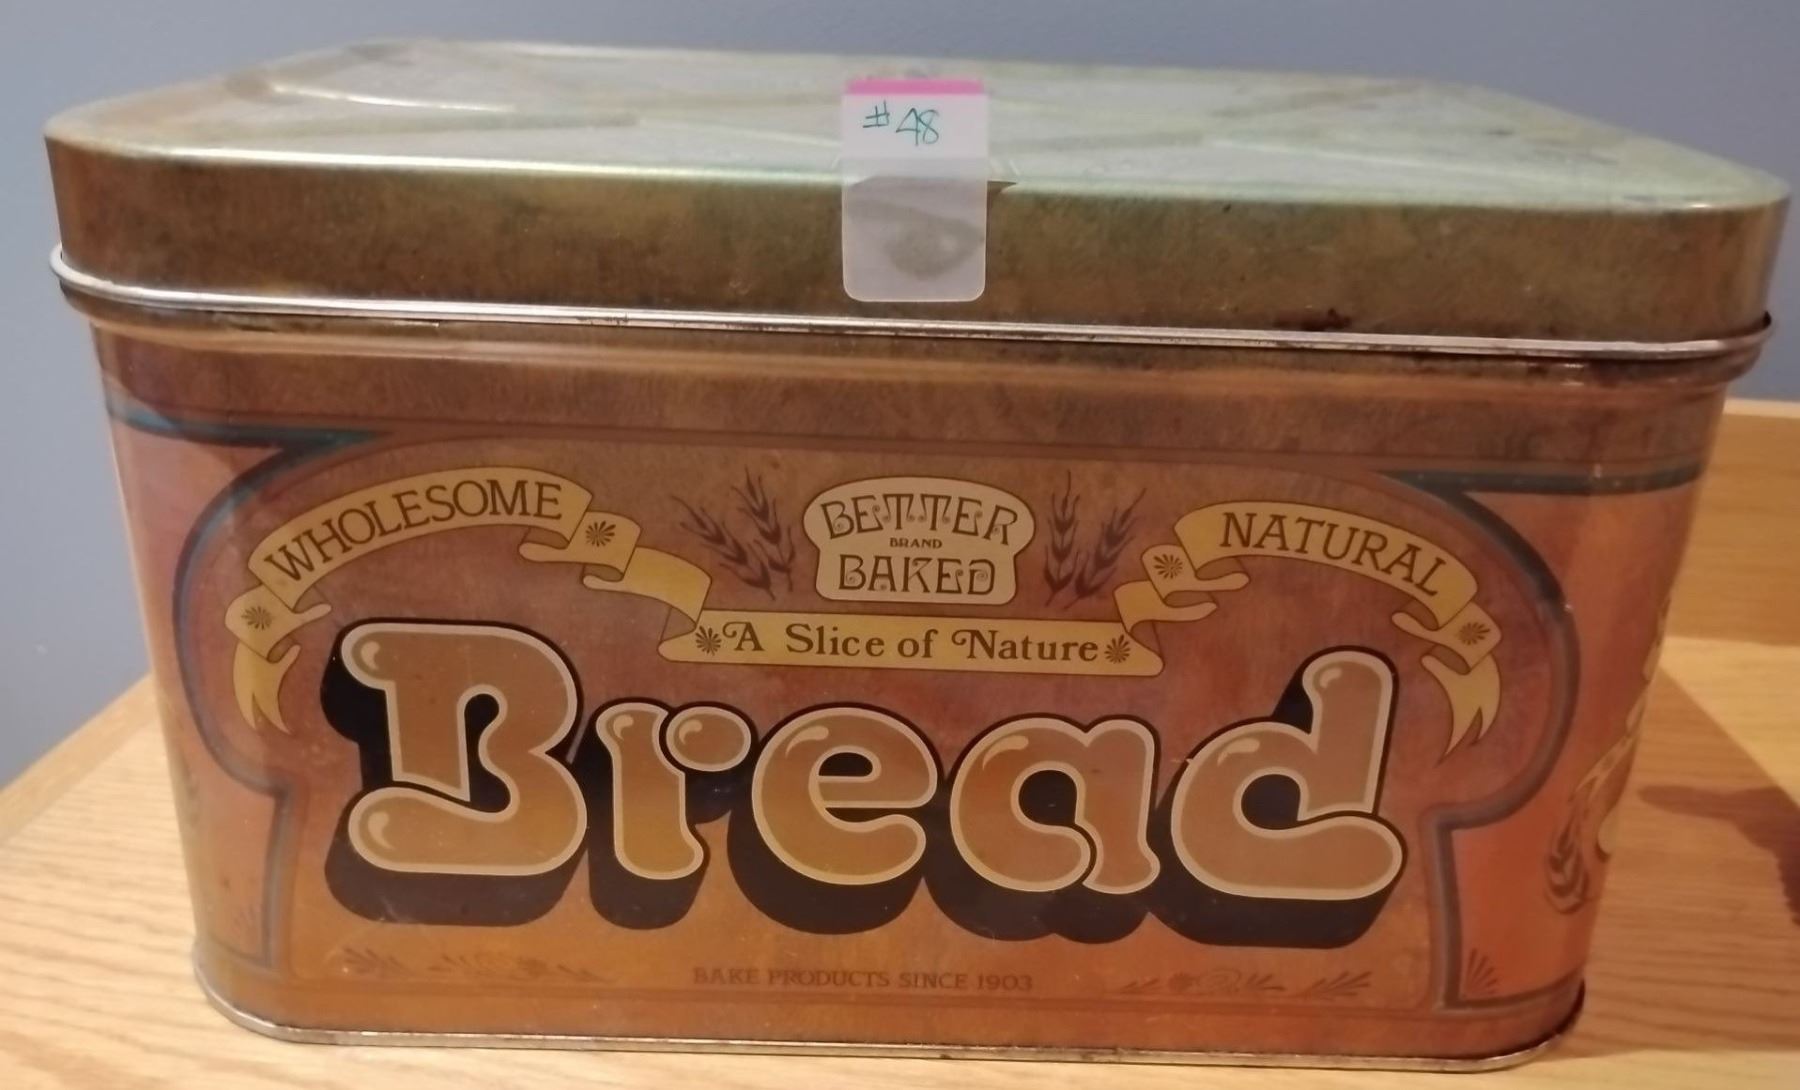 #48
WHOLESOME
BETTER
BRAND
BAKED
NATURAL
A Slice of Nature
Bread
BAKE PRODUCTS SINCE 1903